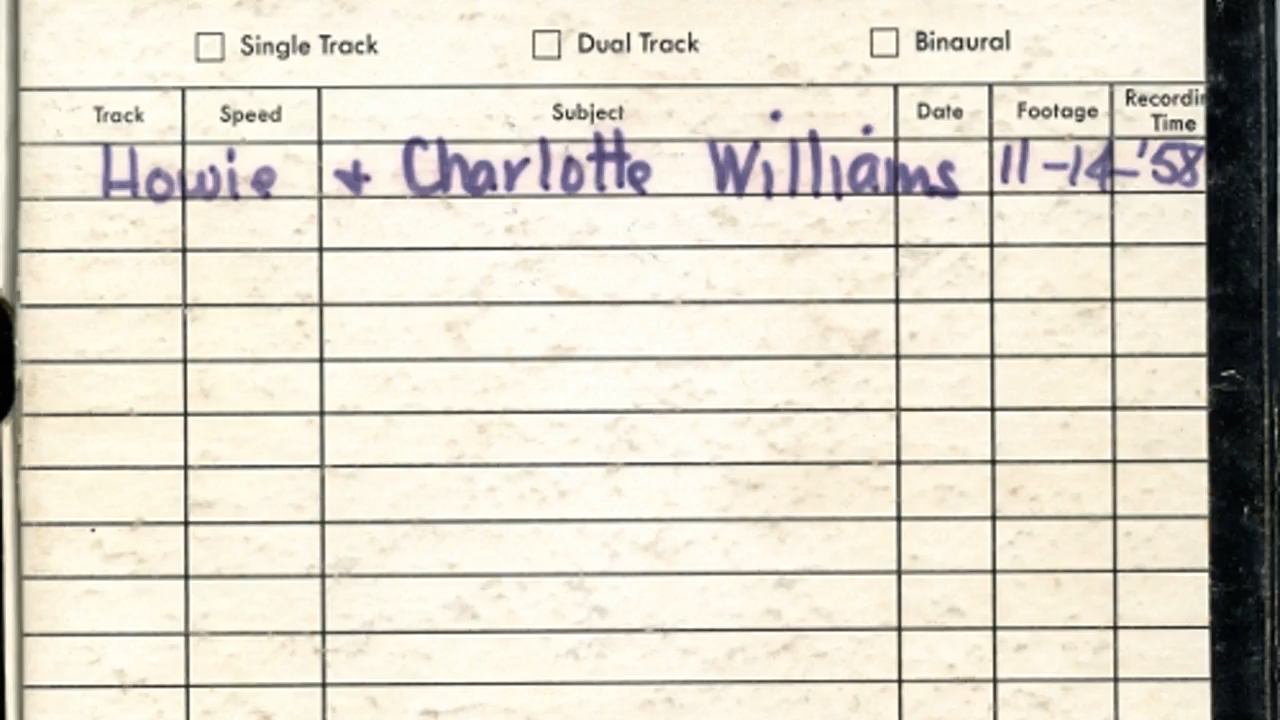 Single Track Dual Track Binaural
Track Speed Subject Date Footage Recordin
Time
Howie + Charlotte Williams 11-14-'58